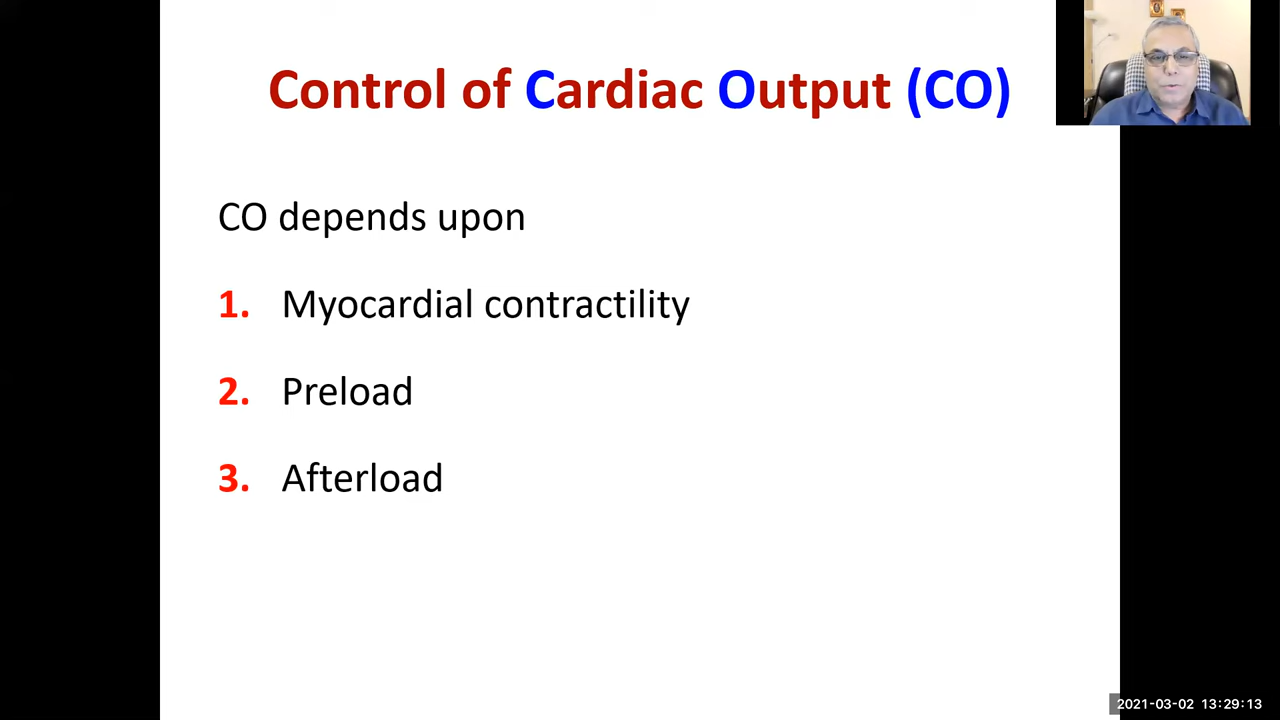 Control of Cardiac Output (CO)
CO depends upon
1. Myocardial contractility
2. Preload
3. Afterload
2021-03-02 13:29:13